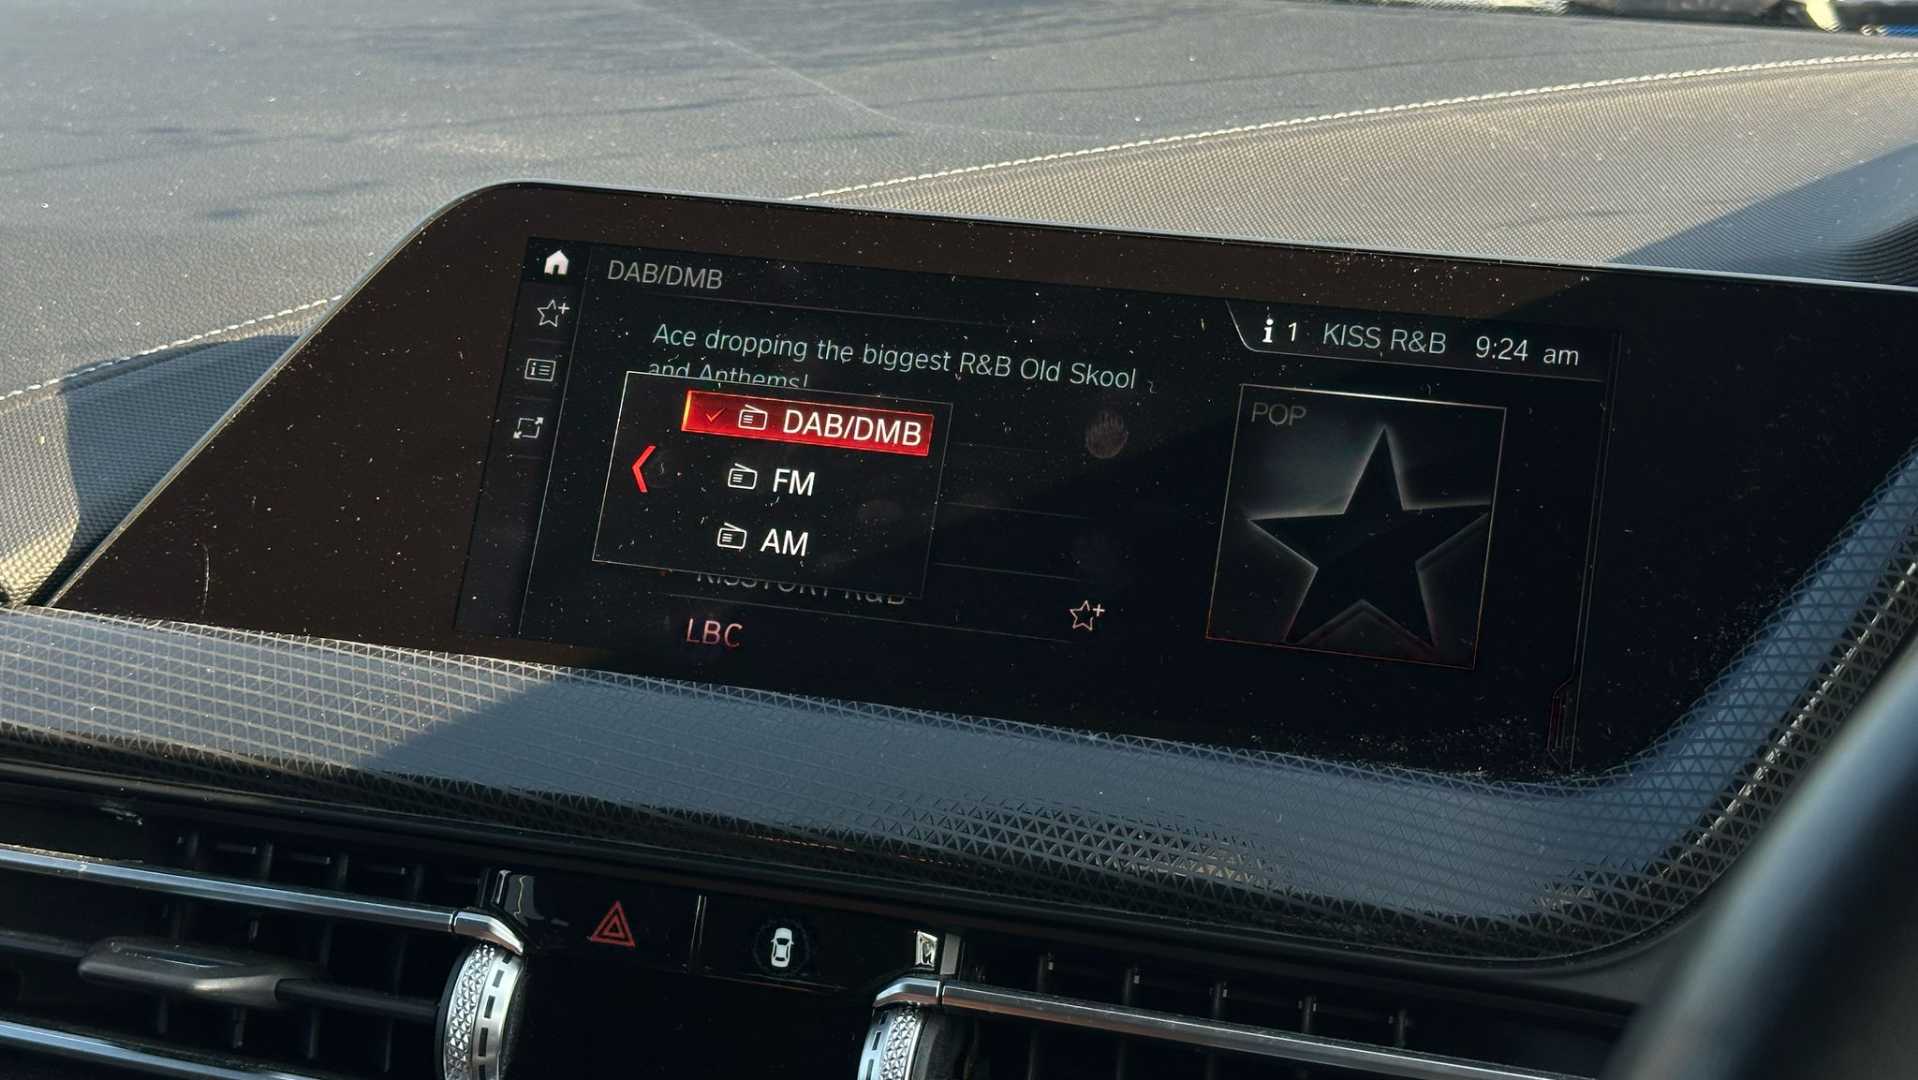 DAB/DMB
1 KISS R&B 9:24 am
Ace dropping the biggest R&B Old Skool
and Anthems!
DAB/DMB
FM
AM
KISSTORY R&B
LBC
POP